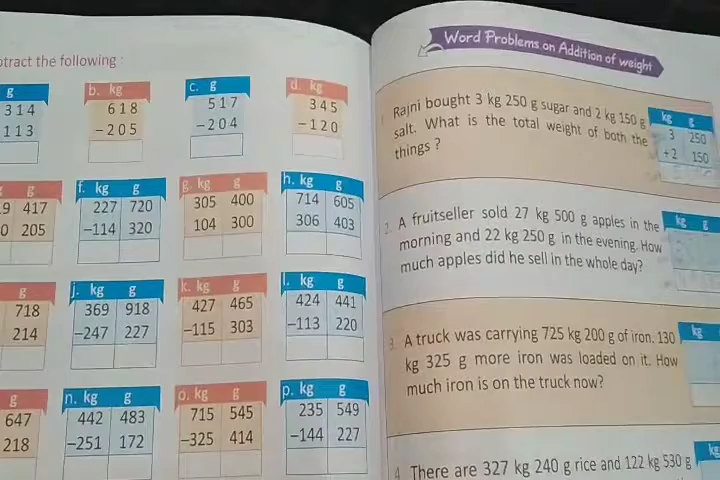 tract the following :
g
314
113
b. kg
618
-205
c. g
517
-204
d. kg
345
-120
g
417
205
f. kg g
227 720
-114 320
g. kg g
305 400
104 300
h. kg g
714 605
306 403
g
718
214
j. kg g
369 918
-247 227
k. kg g
427 465
-115 303
l. kg g
424 441
-113 220
g
647
218
n. kg g
442 483
-251 172
o. kg g
715 545
-325 414
p. kg g
235 549
-144 227
Word Problems on Addition of weight
1. Rajni bought 3 kg 250 g sugar and 2 kg 150 g
salt. What is the total weight of both the
things ?
kg g
3 250
+2 150
2. A fruitseller sold 27 kg 500 g apples in the
morning and 22 kg 250 g in the evening. How
much apples did he sell in the whole day?
kg g
3. A truck was carrying 725 kg 200 g of iron. 130
kg 325 g more iron was loaded on it. How
much iron is on the truck now?
kg
4. There are 327 kg 240 g rice and 122 kg 530 g
kg